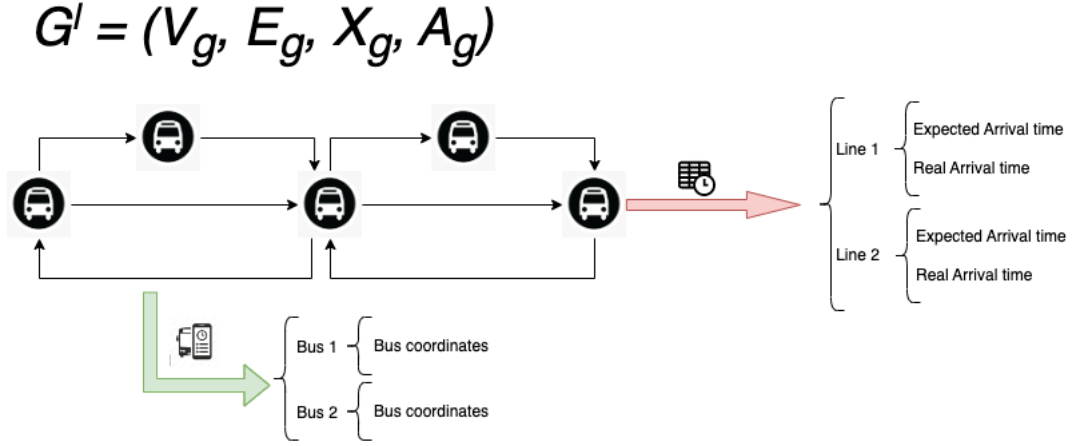 G^l = (V_g, E_g, X_g, A_g)
Line 1
Expected Arrival time
Real Arrival time
Line 2
Expected Arrival time
Real Arrival time
Bus 1
Bus coordinates
Bus 2
Bus coordinates